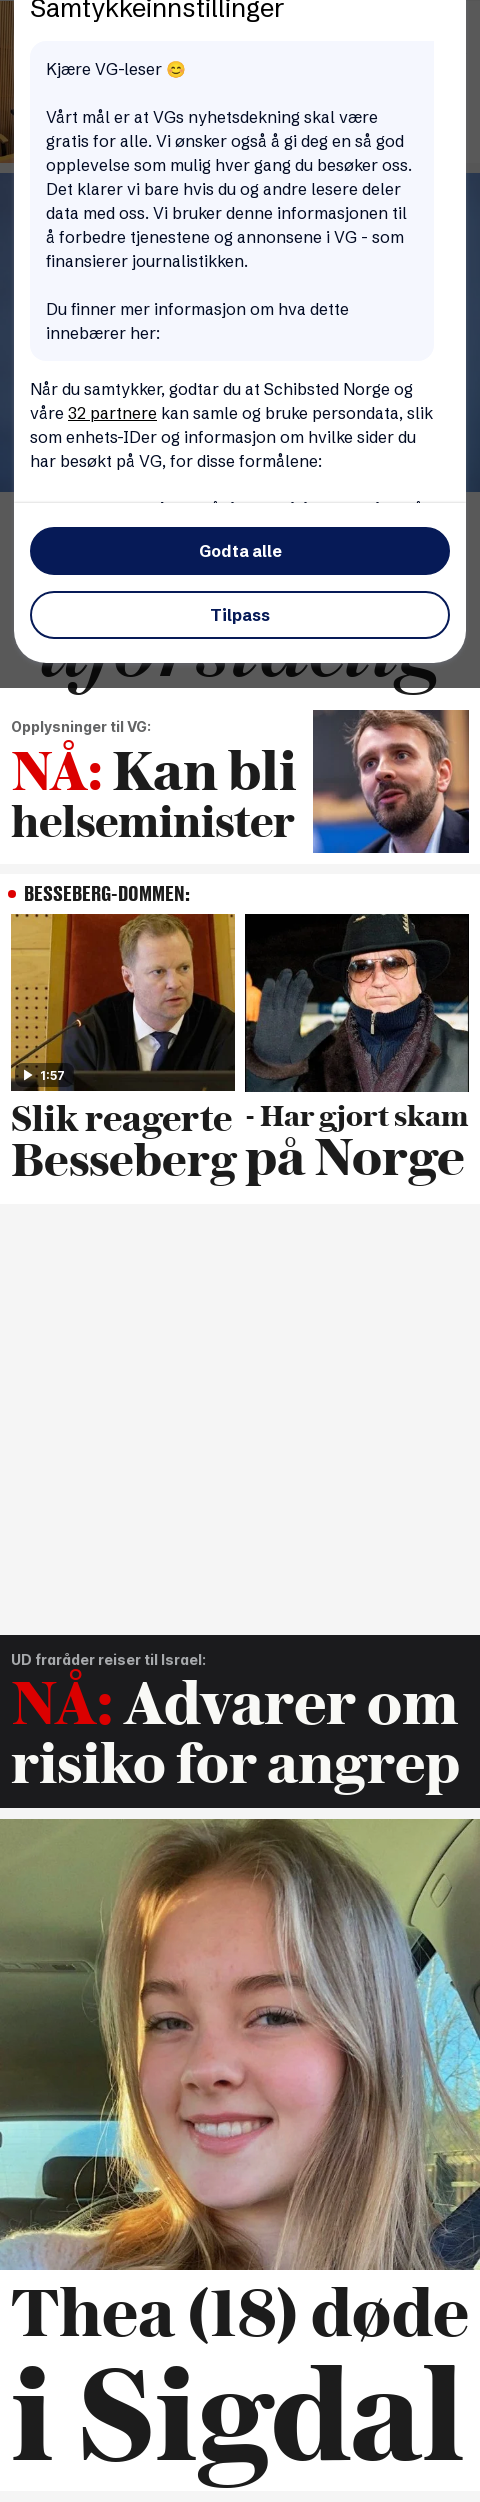 Samtykkeinnstillinger
Kjære VG-leser 😊
Vårt mål er at VGs nyhetsdekning skal være
gratis for alle. Vi ønsker også å gi deg en så god
opplevelse som mulig hver gang du besøker oss.
Det klarer vi bare hvis du og andre lesere deler
data med oss. Vi bruker denne informasjonen til
å forbedre tjenestene og annonsene i VG - som
finansierer journalistikken.
Du finner mer informasjon om hva dette
innebærer her:
Når du samtykker, godtar du at Schibsted Norge og
våre 32 partnere kan samle og bruke persondata, slik
som enhets-IDer og informasjon om hvilke sider du
har besøkt på VG, for disse formålene:
Godta alle
Tilpass
Opplysninger til VG:
NÅ: Kan bli
helseminister
BESSEBERG-DOMMEN:
1:57
Slik reagerte
Besseberg
- Har gjort skam
på Norge
UD fraråder reiser til Israel:
NÅ: Advarer om
risiko for angrep
Thea (18) døde
i Sigdal